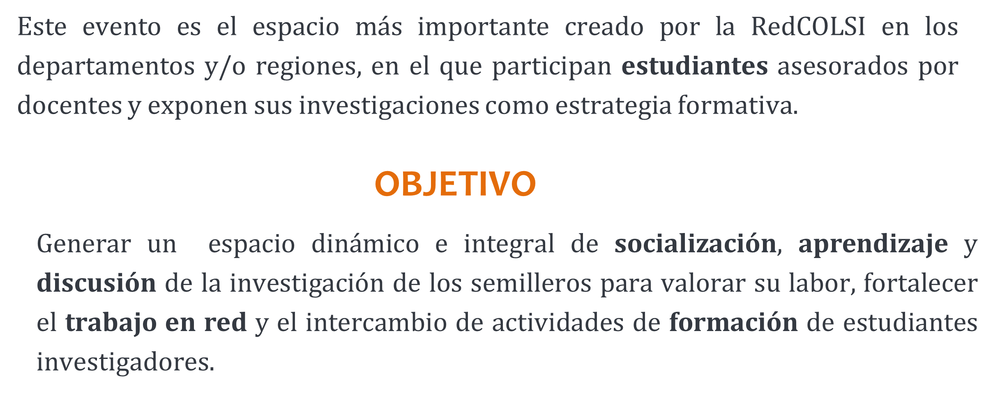 Este evento es el espacio más importante creado por la RedCOLSI en los
departamentos y/o regiones, en el que participan estudiantes asesorados por
docentes y exponen sus investigaciones como estrategia formativa.
OBJETIVO
Generar un espacio dinámico e integral de socialización, aprendizaje y
discusión de la investigación de los semilleros para valorar su labor, fortalecer
el trabajo en red y el intercambio de actividades de formación de estudiantes
investigadores.